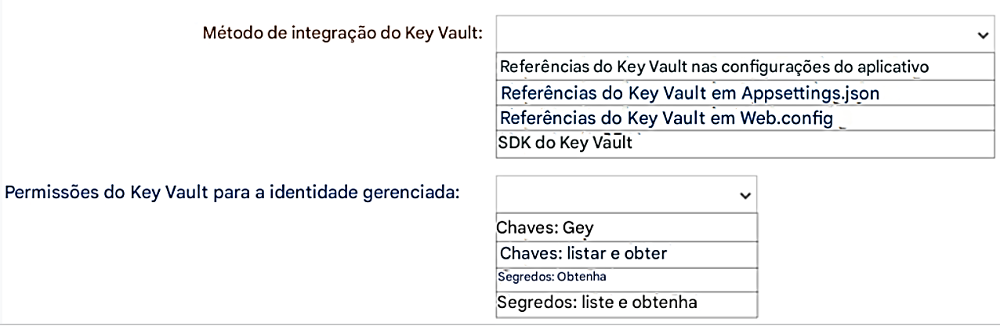 Método de integração do Key Vault:
Referências do Key Vault nas configurações do aplicativo
Referências do Key Vault em Appsettings.json
Referências do Key Vault em Web.config
SDK do Key Vault
Permissões do Key Vault para a identidade gerenciada:
Chaves: Gey
Chaves: listar e obter
Segredos: Obtenha
Segredos: liste e obtenha